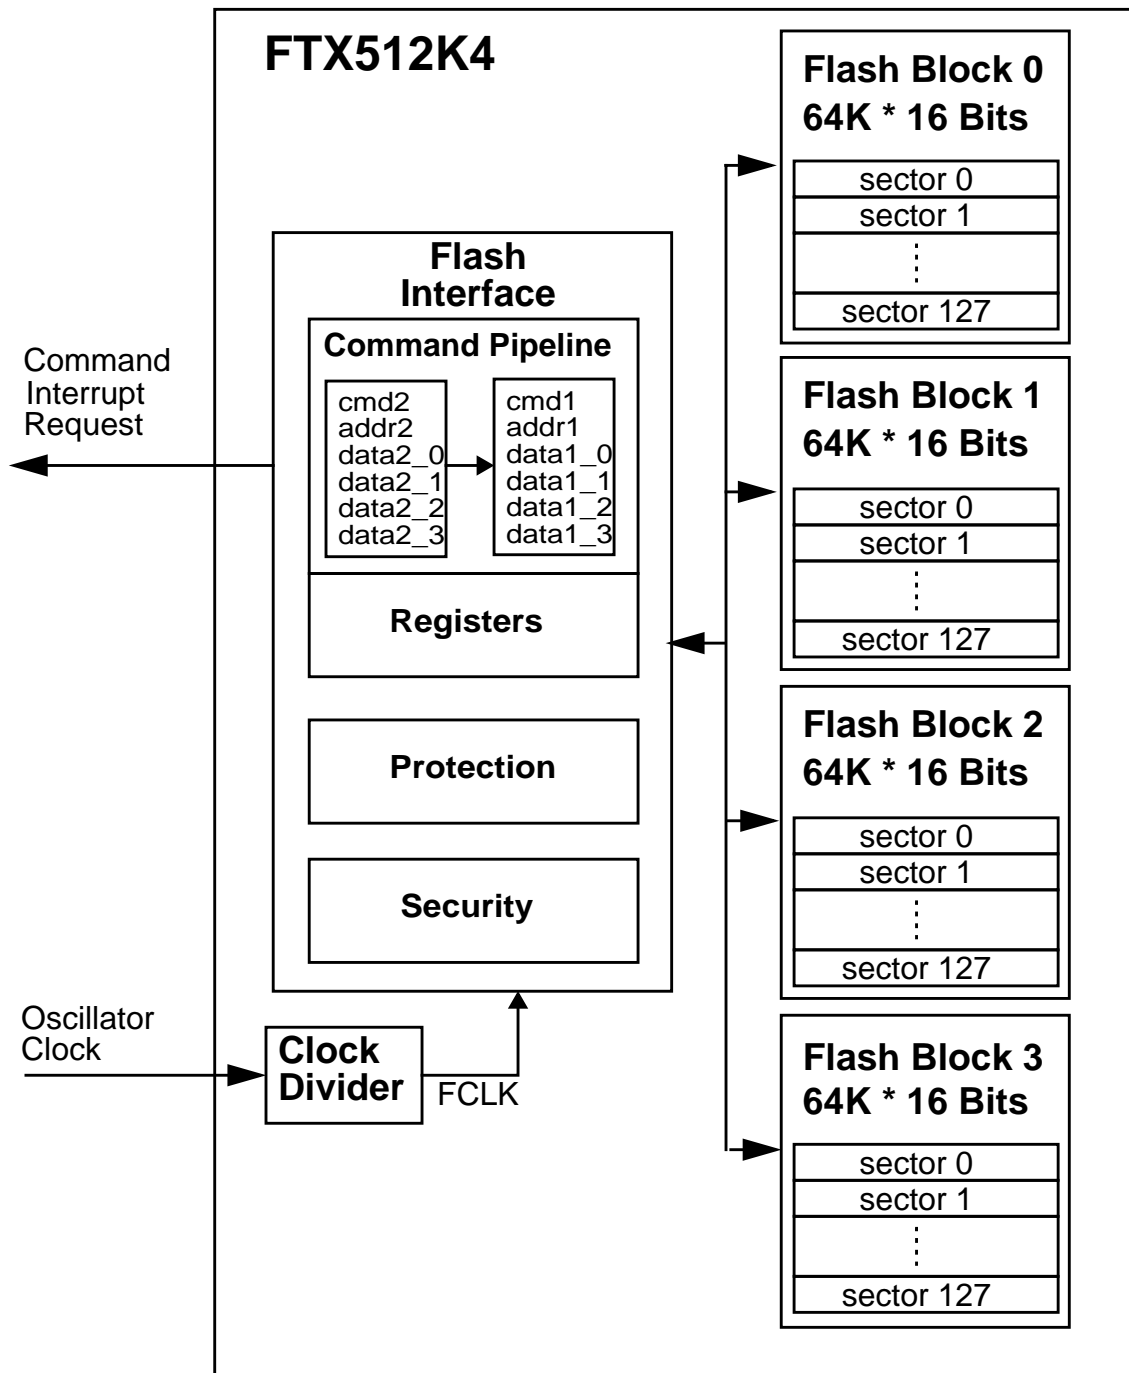 FTX512K4
Flash Block 0
64K * 16 Bits
sector 0
sector 1
sector 127
Flash
Interface
Command Pipeline
cmd2
addr2
data2_0
data2_1
data2_2
data2_3
cmd1
addr1
data1_0
data1_1
data1_2
data1_3
Command
Interrupt
Request
Flash Block 1
64K * 16 Bits
sector 0
sector 1
sector 127
Registers
Protection
Security
Flash Block 2
64K * 16 Bits
sector 0
sector 1
sector 127
Oscillator
Clock
Clock
Divider
FCLK
Flash Block 3
64K * 16 Bits
sector 0
sector 1
sector 127